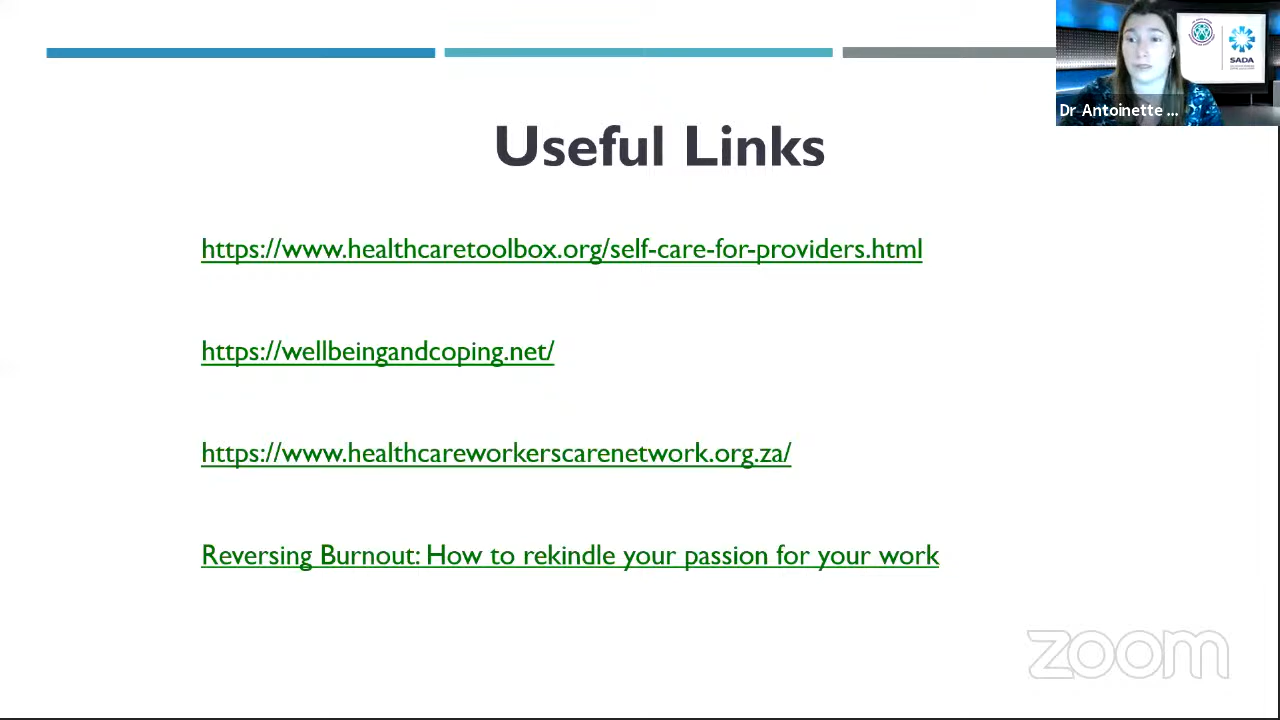 SADA
Dr Antoinette ...
Useful Links
https://www.healthcaretoolbox.org/self-care-for-providers.html
https://wellbeingandcoping.net/
https://www.healthcareworkerscarenetwork.org.za/
Reversing Burnout: How to rekindle your passion for your work
zoom